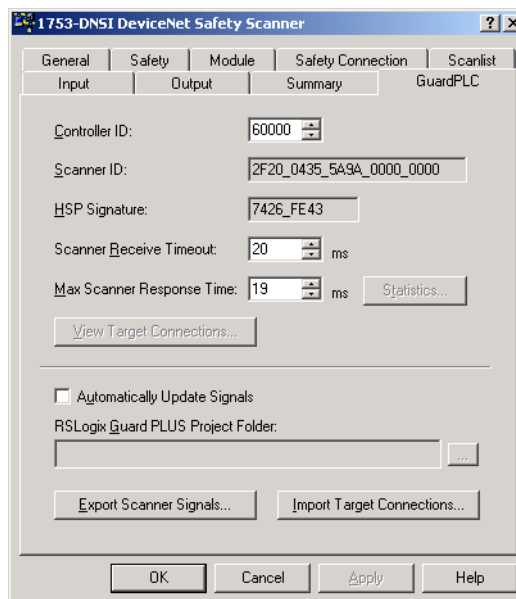 1753-DNSI DeviceNet Safety Scanner
General Safety Module Safety Connection Scanlist
Input Output Summary GuardPLC
Controller ID: 60000
Scanner ID: 2F20_0435_5A9A_0000_0000
HSP Signature: 7426_FE43
Scanner Receive Timeout: 20 ms
Max Scanner Response Time: 19 ms Statistics...
View Target Connections...
Automatically Update Signals
RSLogix Guard PLUS Project Folder:
...
Export Scanner Signals... Import Target Connections...
OK Cancel Apply Help